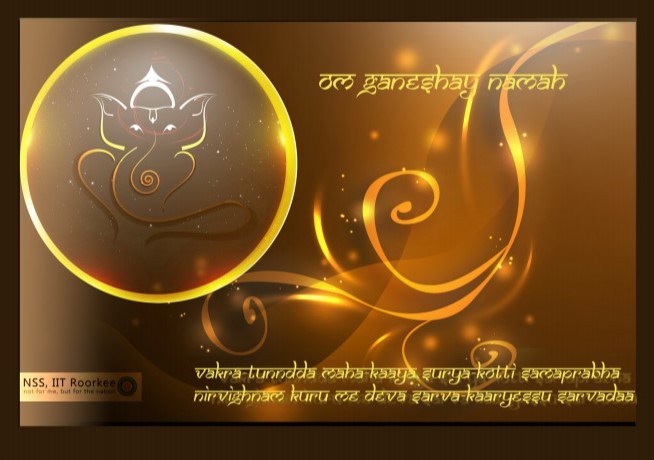 om ganeshay namah
NSS, IIT Roorkee
not for me, but for the nation
vakra-tunndda maha-kaaya surya-kotti samaprabha
nirvighnam kuru me deva sarva-kaaryessu sarvadaa